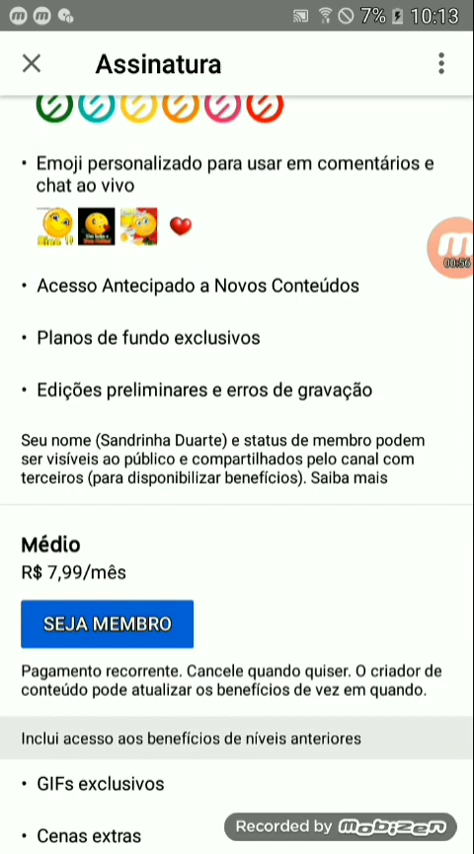 7% 10:13
Assinatura
• Emoji personalizado para usar em comentários e
chat ao vivo
00:56
• Acesso Antecipado a Novos Conteúdos
• Planos de fundo exclusivos
• Edições preliminares e erros de gravação
Seu nome (Sandrinha Duarte) e status de membro podem
ser visíveis ao público e compartilhados pelo canal com
terceiros (para disponibilizar benefícios). Saiba mais
Médio
R$ 7,99/mês
SEJA MEMBRO
Pagamento recorrente. Cancele quando quiser. O criador de
conteúdo pode atualizar os benefícios de vez em quando.
Inclui acesso aos benefícios de níveis anteriores
• GIFs exclusivos
• Cenas extras
Recorded by mobizen